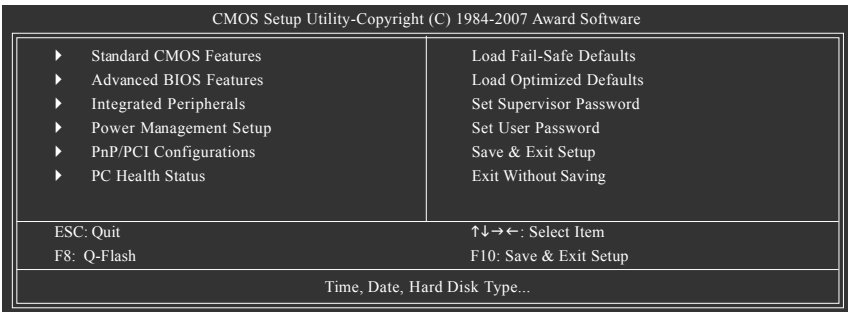 CMOS Setup Utility-Copyright (C) 1984-2007 Award Software
▶ Standard CMOS Features
▶ Advanced BIOS Features
▶ Integrated Peripherals
▶ Power Management Setup
▶ PnP/PCI Configurations
▶ PC Health Status
Load Fail-Safe Defaults
Load Optimized Defaults
Set Supervisor Password
Set User Password
Save & Exit Setup
Exit Without Saving
ESC: Quit
F8: Q-Flash
↑↓→←: Select Item
F10: Save & Exit Setup
Time, Date, Hard Disk Type...